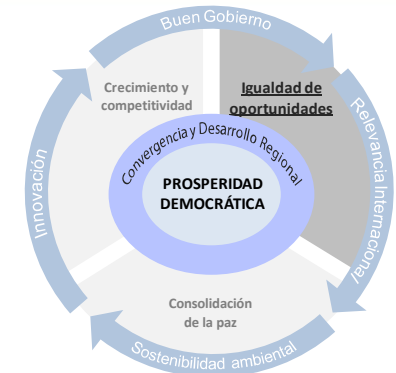 Buen Gobierno
Crecimiento y
competitividad
Igualdad de
oportunidades
Relevancia Internacional
Innovación
Convergencia y Desarrollo Regional
PROSPERIDAD
DEMOCRÁTICA
Consolidación
de la paz
Sostenibilidad ambiental